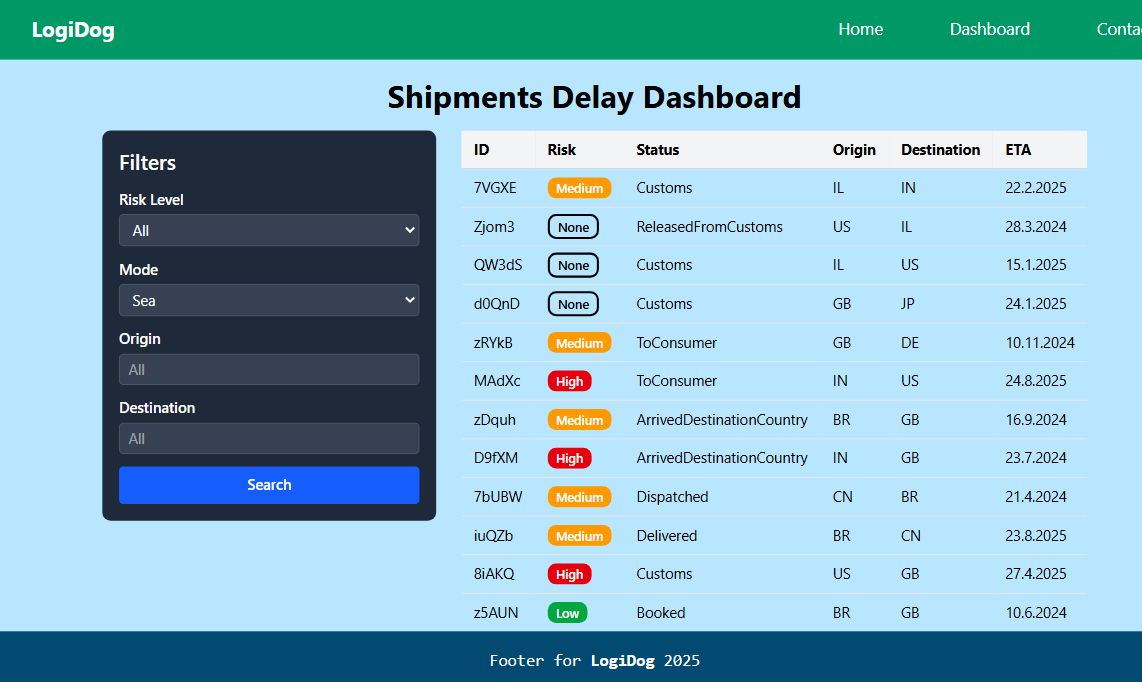 LogiDog Home Dashboard Conta
Shipments Delay Dashboard
Filters
Risk Level
All
Mode
Sea
Origin
All
Destination
All
Search
ID Risk Status Origin Destination ETA
7VGXE Medium Customs IL IN 22.2.2025
Zjom3 None ReleasedFromCustoms US IL 28.3.2024
QW3dS None Customs IL US 15.1.2025
d0QnD None Customs GB JP 24.1.2025
zRYkB Medium ToConsumer GB DE 10.11.2024
MAdXc High ToConsumer IN US 24.8.2025
zDquh Medium ArrivedDestinationCountry BR GB 16.9.2024
D9fXM High ArrivedDestinationCountry IN GB 23.7.2024
7bUBW Medium Dispatched CN BR 21.4.2024
iuQZb Medium Delivered BR CN 23.8.2025
8iAKQ High Customs US GB 27.4.2025
z5AUN Low Booked BR GB 10.6.2024
Footer for LogiDog 2025